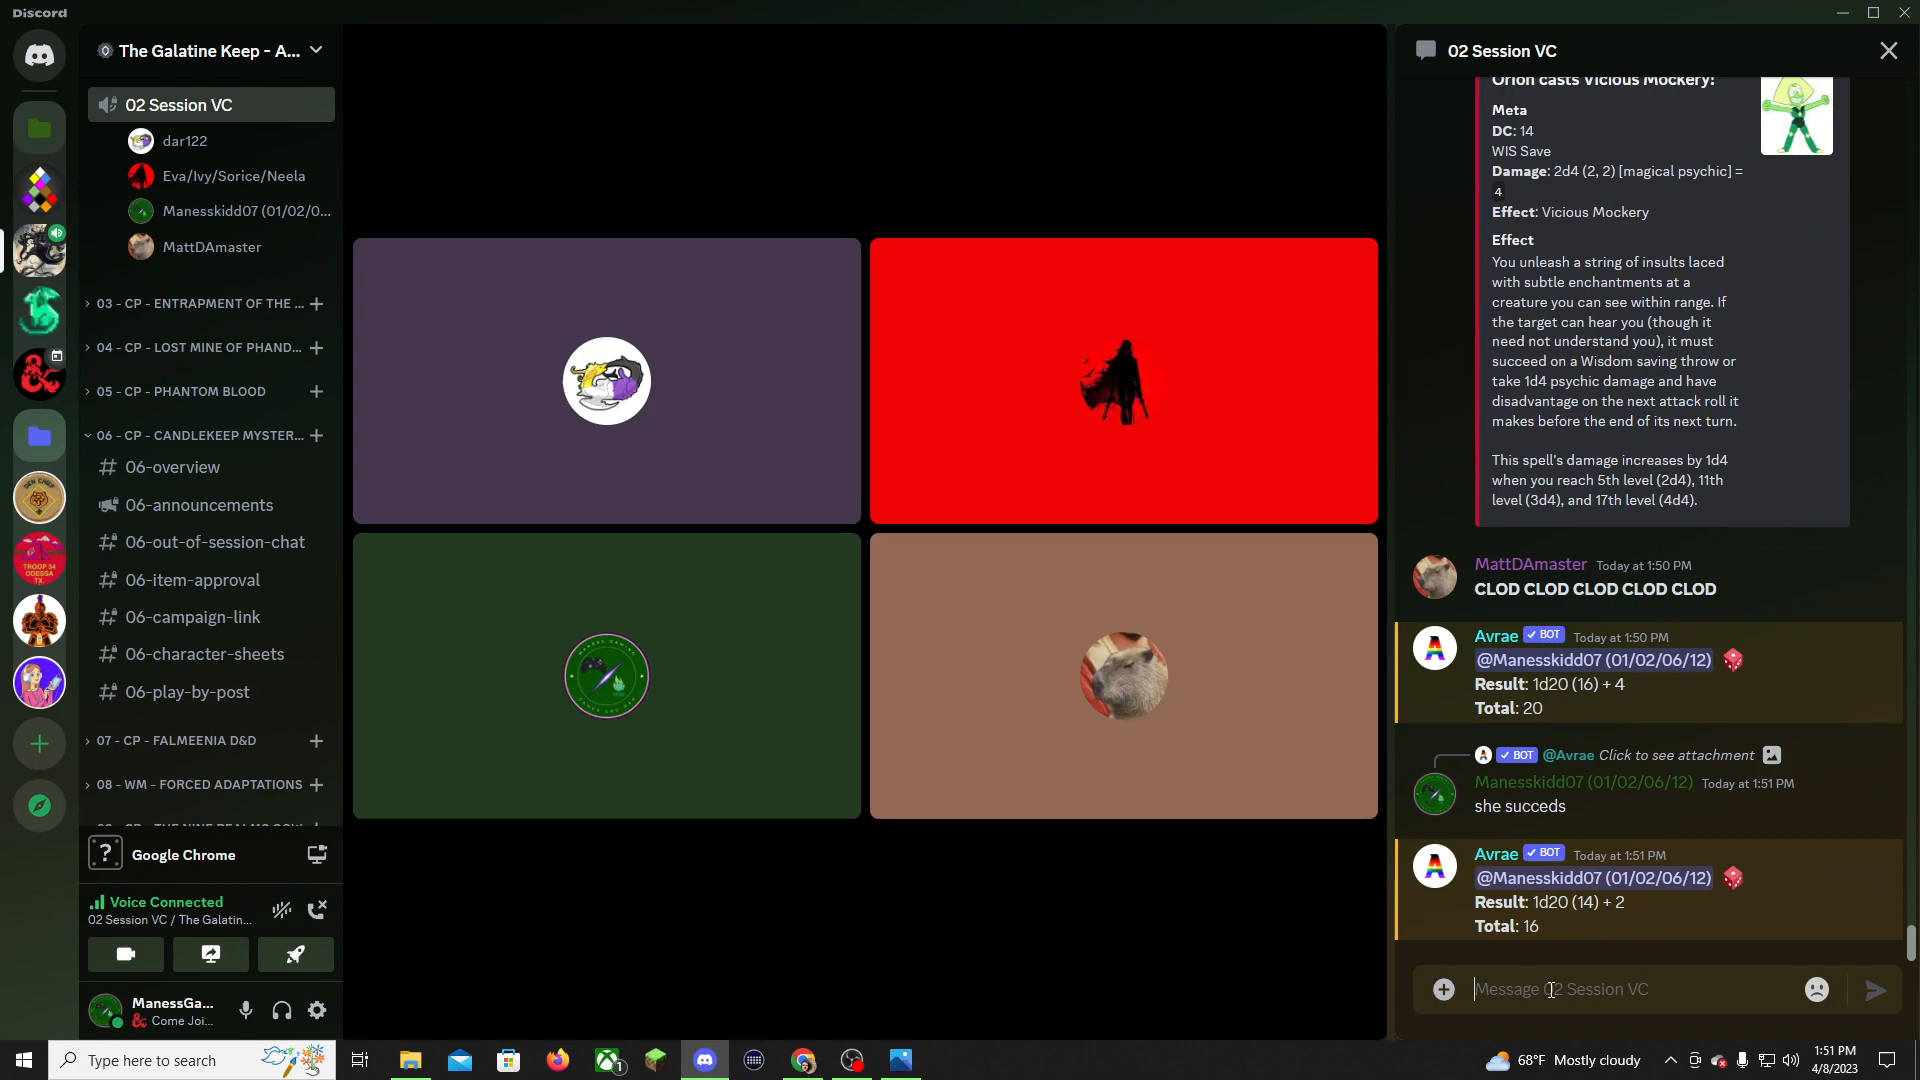 Discord
The Galatine Keep - A...
02 Session VC
dar122
Eva/Ivy/Sorice/Neela
Manesskidd07 (01/02/0...
MattDAmaster
03 - CP - ENTRAPMENT OF THE ...
04 - CP - LOST MINE OF PHAND...
05 - CP - PHANTOM BLOOD
06 - CP - CANDLEKEEP MYSTER...
06-overview
06-announcements
06-out-of-session-chat
06-item-approval
06-campaign-link
06-character-sheets
06-play-by-post
07 - CP - FALMEENIA D&D
08 - WM - FORCED ADAPTATIONS
DEN CHIEF
TROOP 34
ODESSA
TX.
?
Google Chrome
Voice Connected
02 Session VC / The Galatin...
ManessGa...
Come Joi...
02 Session VC
Orion casts Vicious Mockery!
Meta
DC: 14
WIS Save
Damage: 2d4 (2, 2) [magical psychic] =
4
Effect: Vicious Mockery
Effect
You unleash a string of insults laced
with subtle enchantments at a
creature you can see within range. If
the target can hear you (though it
need not understand you), it must
succeed on a Wisdom saving throw or
take 1d4 psychic damage and have
disadvantage on the next attack roll it
makes before the end of its next turn.
This spell's damage increases by 1d4
when you reach 5th level (2d4), 11th
level (3d4), and 17th level (4d4).
MattDAmaster Today at 1:50 PM
CLOD CLOD CLOD CLOD CLOD
A
Avrae ✓ BOT Today at 1:50 PM
@Manesskidd07 (01/02/06/12)
Result: 1d20 (16) + 4
Total: 20
✓ BOT @Avrae Click to see attachment
Manesskidd07 (01/02/06/12) Today at 1:51 PM
she succeds
A
Avrae ✓ BOT Today at 1:51 PM
@Manesskidd07 (01/02/06/12)
Result: 1d20 (14) + 2
Total: 16
Message 02 Session VC
Type here to search
1
68°F Mostly cloudy
1:51 PM
4/8/2023